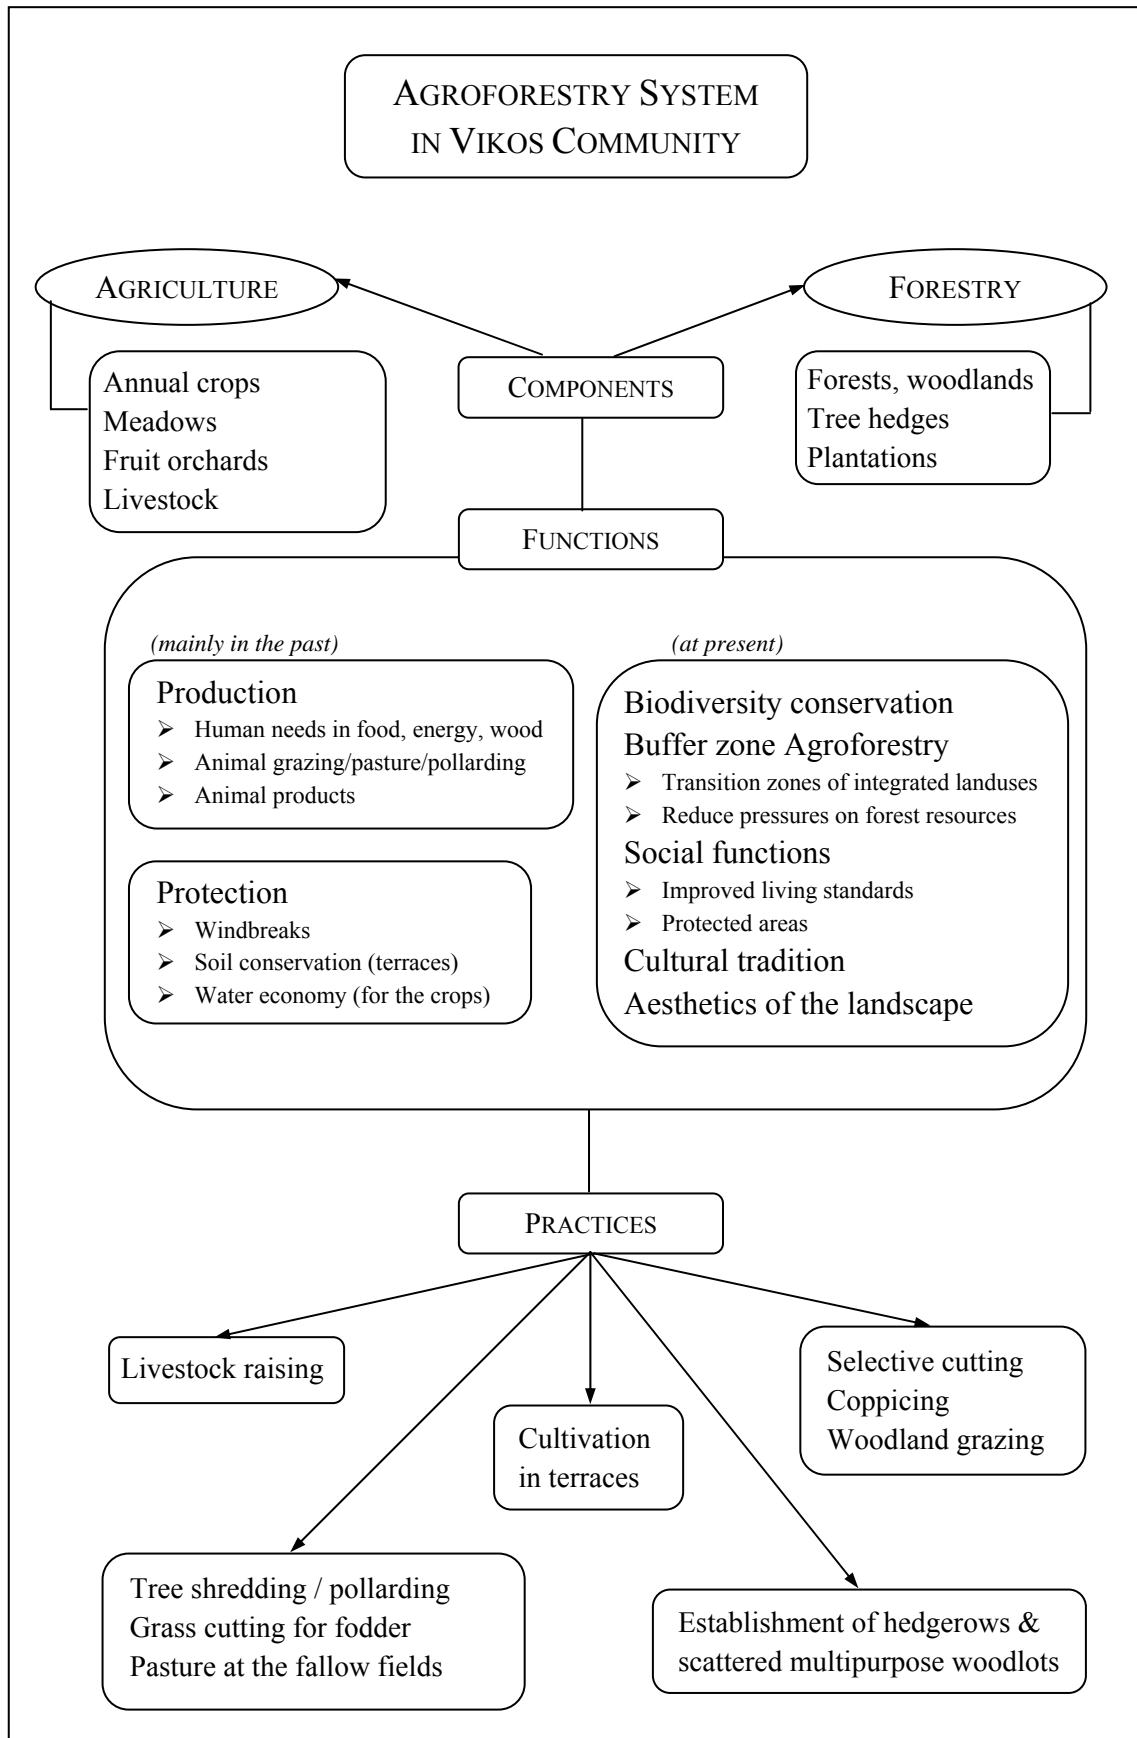 AGROFORESTRY SYSTEM
IN VIKOS COMMUNITY
AGRICULTURE
FORESTRY
Annual crops
Meadows
Fruit orchards
Livestock
COMPONENTS
Forests, woodlands
Tree hedges
Plantations
FUNCTIONS
(mainly in the past)
Production
➢ Human needs in food, energy, wood
➢ Animal grazing/pasture/pollarding
➢ Animal products
Protection
➢ Windbreaks
➢ Soil conservation (terraces)
➢ Water economy (for the crops)
(at present)
Biodiversity conservation
Buffer zone Agroforestry
➢ Transition zones of integrated landuses
➢ Reduce pressures on forest resources
Social functions
➢ Improved living standards
➢ Protected areas
Cultural tradition
Aesthetics of the landscape
PRACTICES
Livestock raising
Cultivation
in terraces
Selective cutting
Coppicing
Woodland grazing
Tree shredding / pollarding
Grass cutting for fodder
Pasture at the fallow fields
Establishment of hedgerows &
scattered multipurpose woodlots